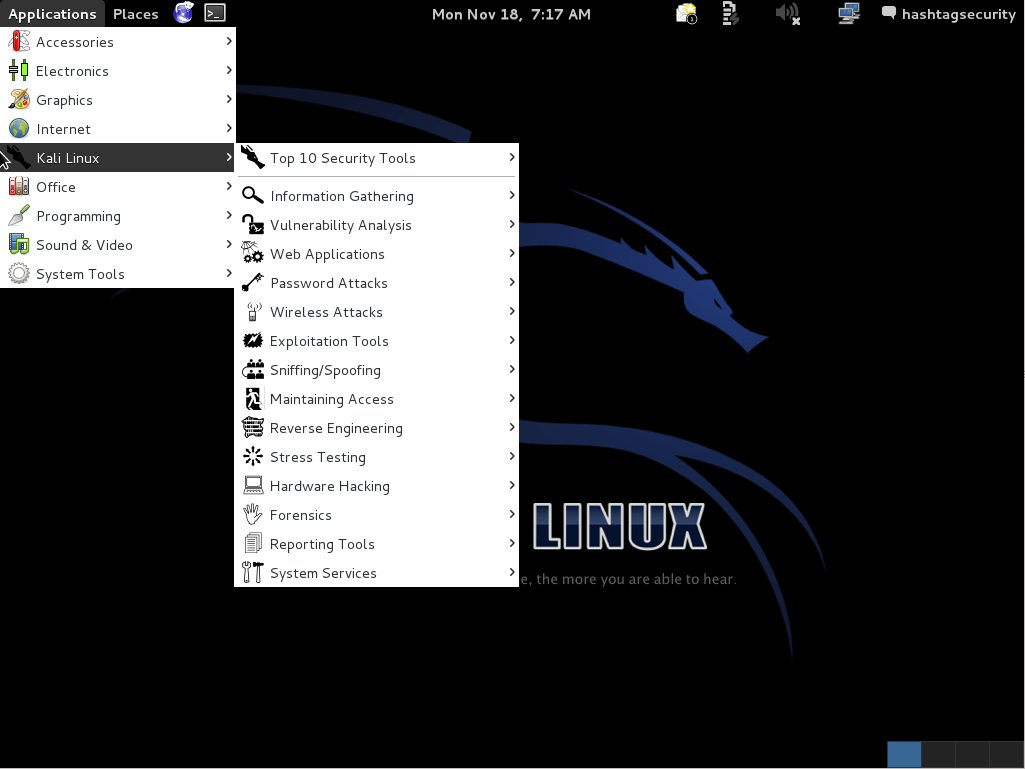 Applications Places Mon Nov 18, 7:17 AM 1 hashtagsecurity
Accessories
Electronics
Graphics
Internet
Kali Linux
Office
Programming
Sound & Video
System Tools
Top 10 Security Tools
Information Gathering
Vulnerability Analysis
Web Applications
Password Attacks
Wireless Attacks
Exploitation Tools
Sniffing/Spoofing
Maintaining Access
Reverse Engineering
Stress Testing
Hardware Hacking
Forensics
Reporting Tools
System Services
LINUX
e, the more you are able to hear.